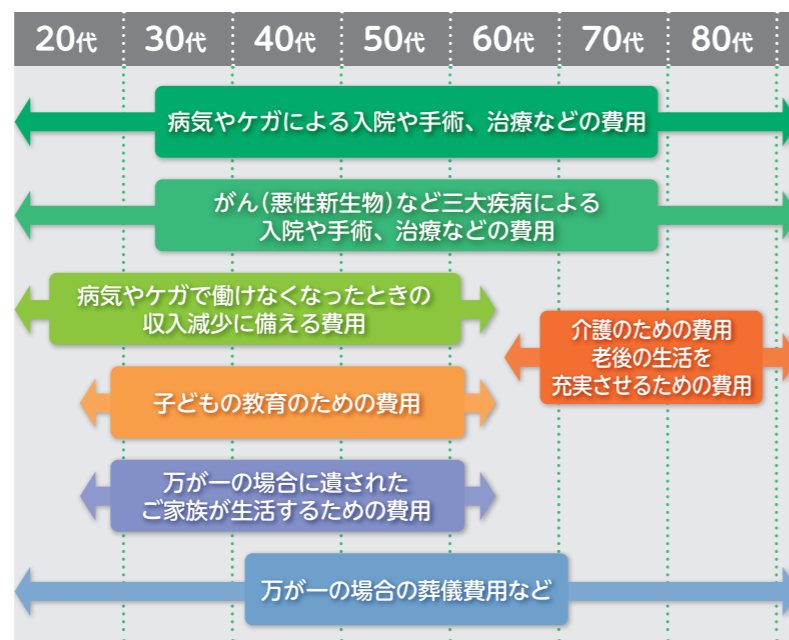 20代 30代 40代 50代 60代 70代 80代
病気やケガによる入院や手術、治療などの費用
がん(悪性新生物)など三大疾病による
入院や手術、治療などの費用
病気やケガで働けなくなったときの
収入減少に備える費用
介護のための費用
老後の生活を
充実させるための費用
子どもの教育のための費用
万が一の場合に遺された
ご家族が生活するための費用
万が一の場合の葬儀費用など